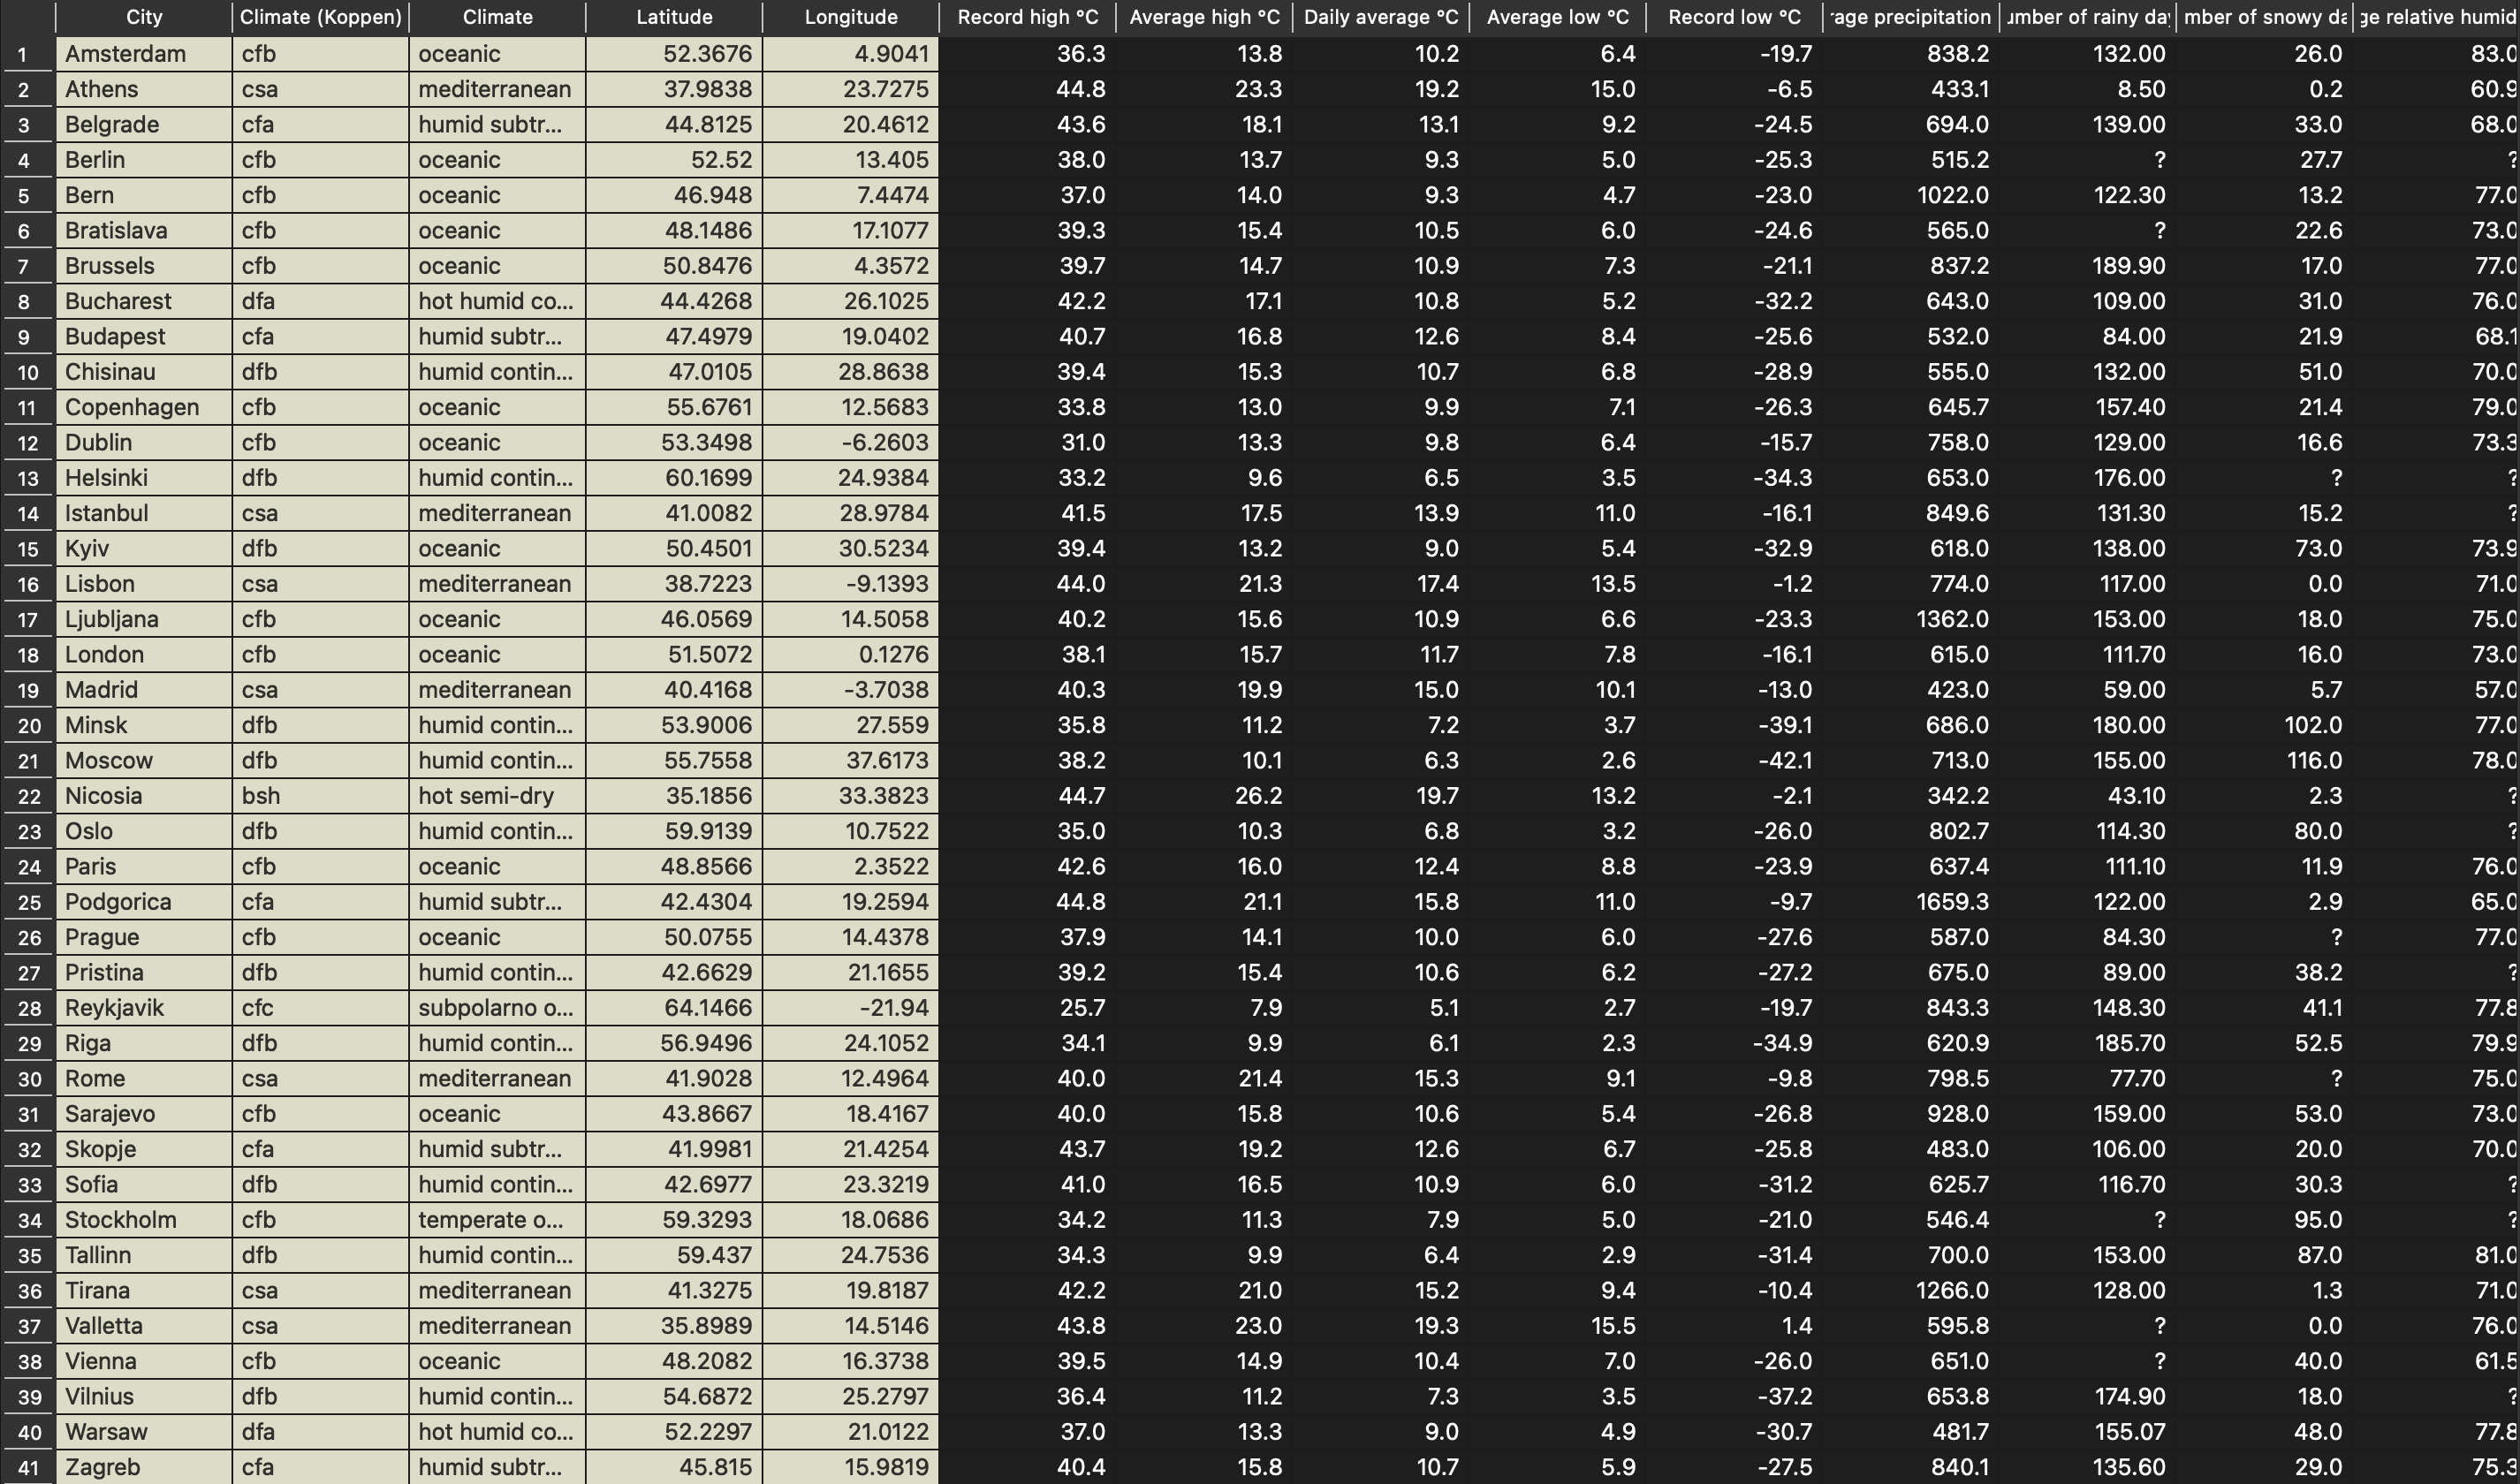 City Climate (Koppen) Climate Latitude Longitude Record high °C Average high °C Daily average °C Average low °C Record low °C rage precipitation umber of rainy day mber of snowy da ge relative humid
1 Amsterdam cfb oceanic 52.3676 4.9041 36.3 13.8 10.2 6.4 -19.7 838.2 132.00 26.0 83.0
2 Athens csa mediterranean 37.9838 23.7275 44.8 23.3 19.2 15.0 -6.5 433.1 8.50 0.2 60.9
3 Belgrade cfa humid subtr... 44.8125 20.4612 43.6 18.1 13.1 9.2 -24.5 694.0 139.00 33.0 68.0
4 Berlin cfb oceanic 52.52 13.405 38.0 13.7 9.3 5.0 -25.3 515.2 ? 27.7 ?
5 Bern cfb oceanic 46.948 7.4474 37.0 14.0 9.3 4.7 -23.0 1022.0 122.30 13.2 77.0
6 Bratislava cfb oceanic 48.1486 17.1077 39.3 15.4 10.5 6.0 -24.6 565.0 ? 22.6 73.0
7 Brussels cfb oceanic 50.8476 4.3572 39.7 14.7 10.9 7.3 -21.1 837.2 189.90 17.0 77.0
8 Bucharest dfa hot humid co... 44.4268 26.1025 42.2 17.1 10.8 5.2 -32.2 643.0 109.00 31.0 76.0
9 Budapest cfa humid subtr... 47.4979 19.0402 40.7 16.8 12.6 8.4 -25.6 532.0 84.00 21.9 68.1
10 Chisinau dfb humid contin... 47.0105 28.8638 39.4 15.3 10.7 6.8 -28.9 555.0 132.00 51.0 70.0
11 Copenhagen cfb oceanic 55.6761 12.5683 33.8 13.0 9.9 7.1 -26.3 645.7 157.40 21.4 79.0
12 Dublin cfb oceanic 53.3498 -6.2603 31.0 13.3 9.8 6.4 -15.7 758.0 129.00 16.6 73.3
13 Helsinki dfb humid contin... 60.1699 24.9384 33.2 9.6 6.5 3.5 -34.3 653.0 176.00 ? ?
14 Istanbul csa mediterranean 41.0082 28.9784 41.5 17.5 13.9 11.0 -16.1 849.6 131.30 15.2 ?
15 Kyiv dfb oceanic 50.4501 30.5234 39.4 13.2 9.0 5.4 -32.9 618.0 138.00 73.0 73.9
16 Lisbon csa mediterranean 38.7223 -9.1393 44.0 21.3 17.4 13.5 -1.2 774.0 117.00 0.0 71.0
17 Ljubljana cfb oceanic 46.0569 14.5058 40.2 15.6 10.9 6.6 -23.3 1362.0 153.00 18.0 75.0
18 London cfb oceanic 51.5072 0.1276 38.1 15.7 11.7 7.8 -16.1 615.0 111.70 16.0 73.0
19 Madrid csa mediterranean 40.4168 -3.7038 40.3 19.9 15.0 10.1 -13.0 423.0 59.00 5.7 57.0
20 Minsk dfb humid contin... 53.9006 27.559 35.8 11.2 7.2 3.7 -39.1 686.0 180.00 102.0 77.0
21 Moscow dfb humid contin... 55.7558 37.6173 38.2 10.1 6.3 2.6 -42.1 713.0 155.00 116.0 78.0
22 Nicosia bsh hot semi-dry 35.1856 33.3823 44.7 26.2 19.7 13.2 -2.1 342.2 43.10 2.3 ?
23 Oslo dfb humid contin... 59.9139 10.7522 35.0 10.3 6.8 3.2 -26.0 802.7 114.30 80.0 ?
24 Paris cfb oceanic 48.8566 2.3522 42.6 16.0 12.4 8.8 -23.9 637.4 111.10 11.9 76.0
25 Podgorica cfa humid subtr... 42.4304 19.2594 44.8 21.1 15.8 11.0 -9.7 1659.3 122.00 2.9 65.0
26 Prague cfb oceanic 50.0755 14.4378 37.9 14.1 10.0 6.0 -27.6 587.0 84.30 ? 77.0
27 Pristina dfb humid contin... 42.6629 21.1655 39.2 15.4 10.6 6.2 -27.2 675.0 89.00 38.2 ?
28 Reykjavik cfc subpolarno o... 64.1466 -21.94 25.7 7.9 5.1 2.7 -19.7 843.3 148.30 41.1 77.8
29 Riga dfb humid contin... 56.9496 24.1052 34.1 9.9 6.1 2.3 -34.9 620.9 185.70 52.5 79.9
30 Rome csa mediterranean 41.9028 12.4964 40.0 21.4 15.3 9.1 -9.8 798.5 77.70 ? 75.0
31 Sarajevo cfb oceanic 43.8667 18.4167 40.0 15.8 10.6 5.4 -26.8 928.0 159.00 53.0 73.0
32 Skopje cfa humid subtr... 41.9981 21.4254 43.7 19.2 12.6 6.7 -25.8 483.0 106.00 20.0 70.0
33 Sofia dfb humid contin... 42.6977 23.3219 41.0 16.5 10.9 6.0 -31.2 625.7 116.70 30.3 ?
34 Stockholm cfb temperate o... 59.3293 18.0686 34.2 11.3 7.9 5.0 -21.0 546.4 ? 95.0 ?
35 Tallinn dfb humid contin... 59.437 24.7536 34.3 9.9 6.4 2.9 -31.4 700.0 153.00 87.0 81.0
36 Tirana csa mediterranean 41.3275 19.8187 42.2 21.0 15.2 9.4 -10.4 1266.0 128.00 1.3 71.0
37 Valletta csa mediterranean 35.8989 14.5146 43.8 23.0 19.3 15.5 1.4 595.8 ? 0.0 76.0
38 Vienna cfb oceanic 48.2082 16.3738 39.5 14.9 10.4 7.0 -26.0 651.0 ? 40.0 61.5
39 Vilnius dfb humid contin... 54.6872 25.2797 36.4 11.2 7.3 3.5 -37.2 653.8 174.90 18.0 ?
40 Warsaw dfa hot humid co... 52.2297 21.0122 37.0 13.3 9.0 4.9 -30.7 481.7 155.07 48.0 77.8
41 Zagreb cfa humid subtr... 45.815 15.9819 40.4 15.8 10.7 5.9 -27.5 840.1 135.60 29.0 75.3